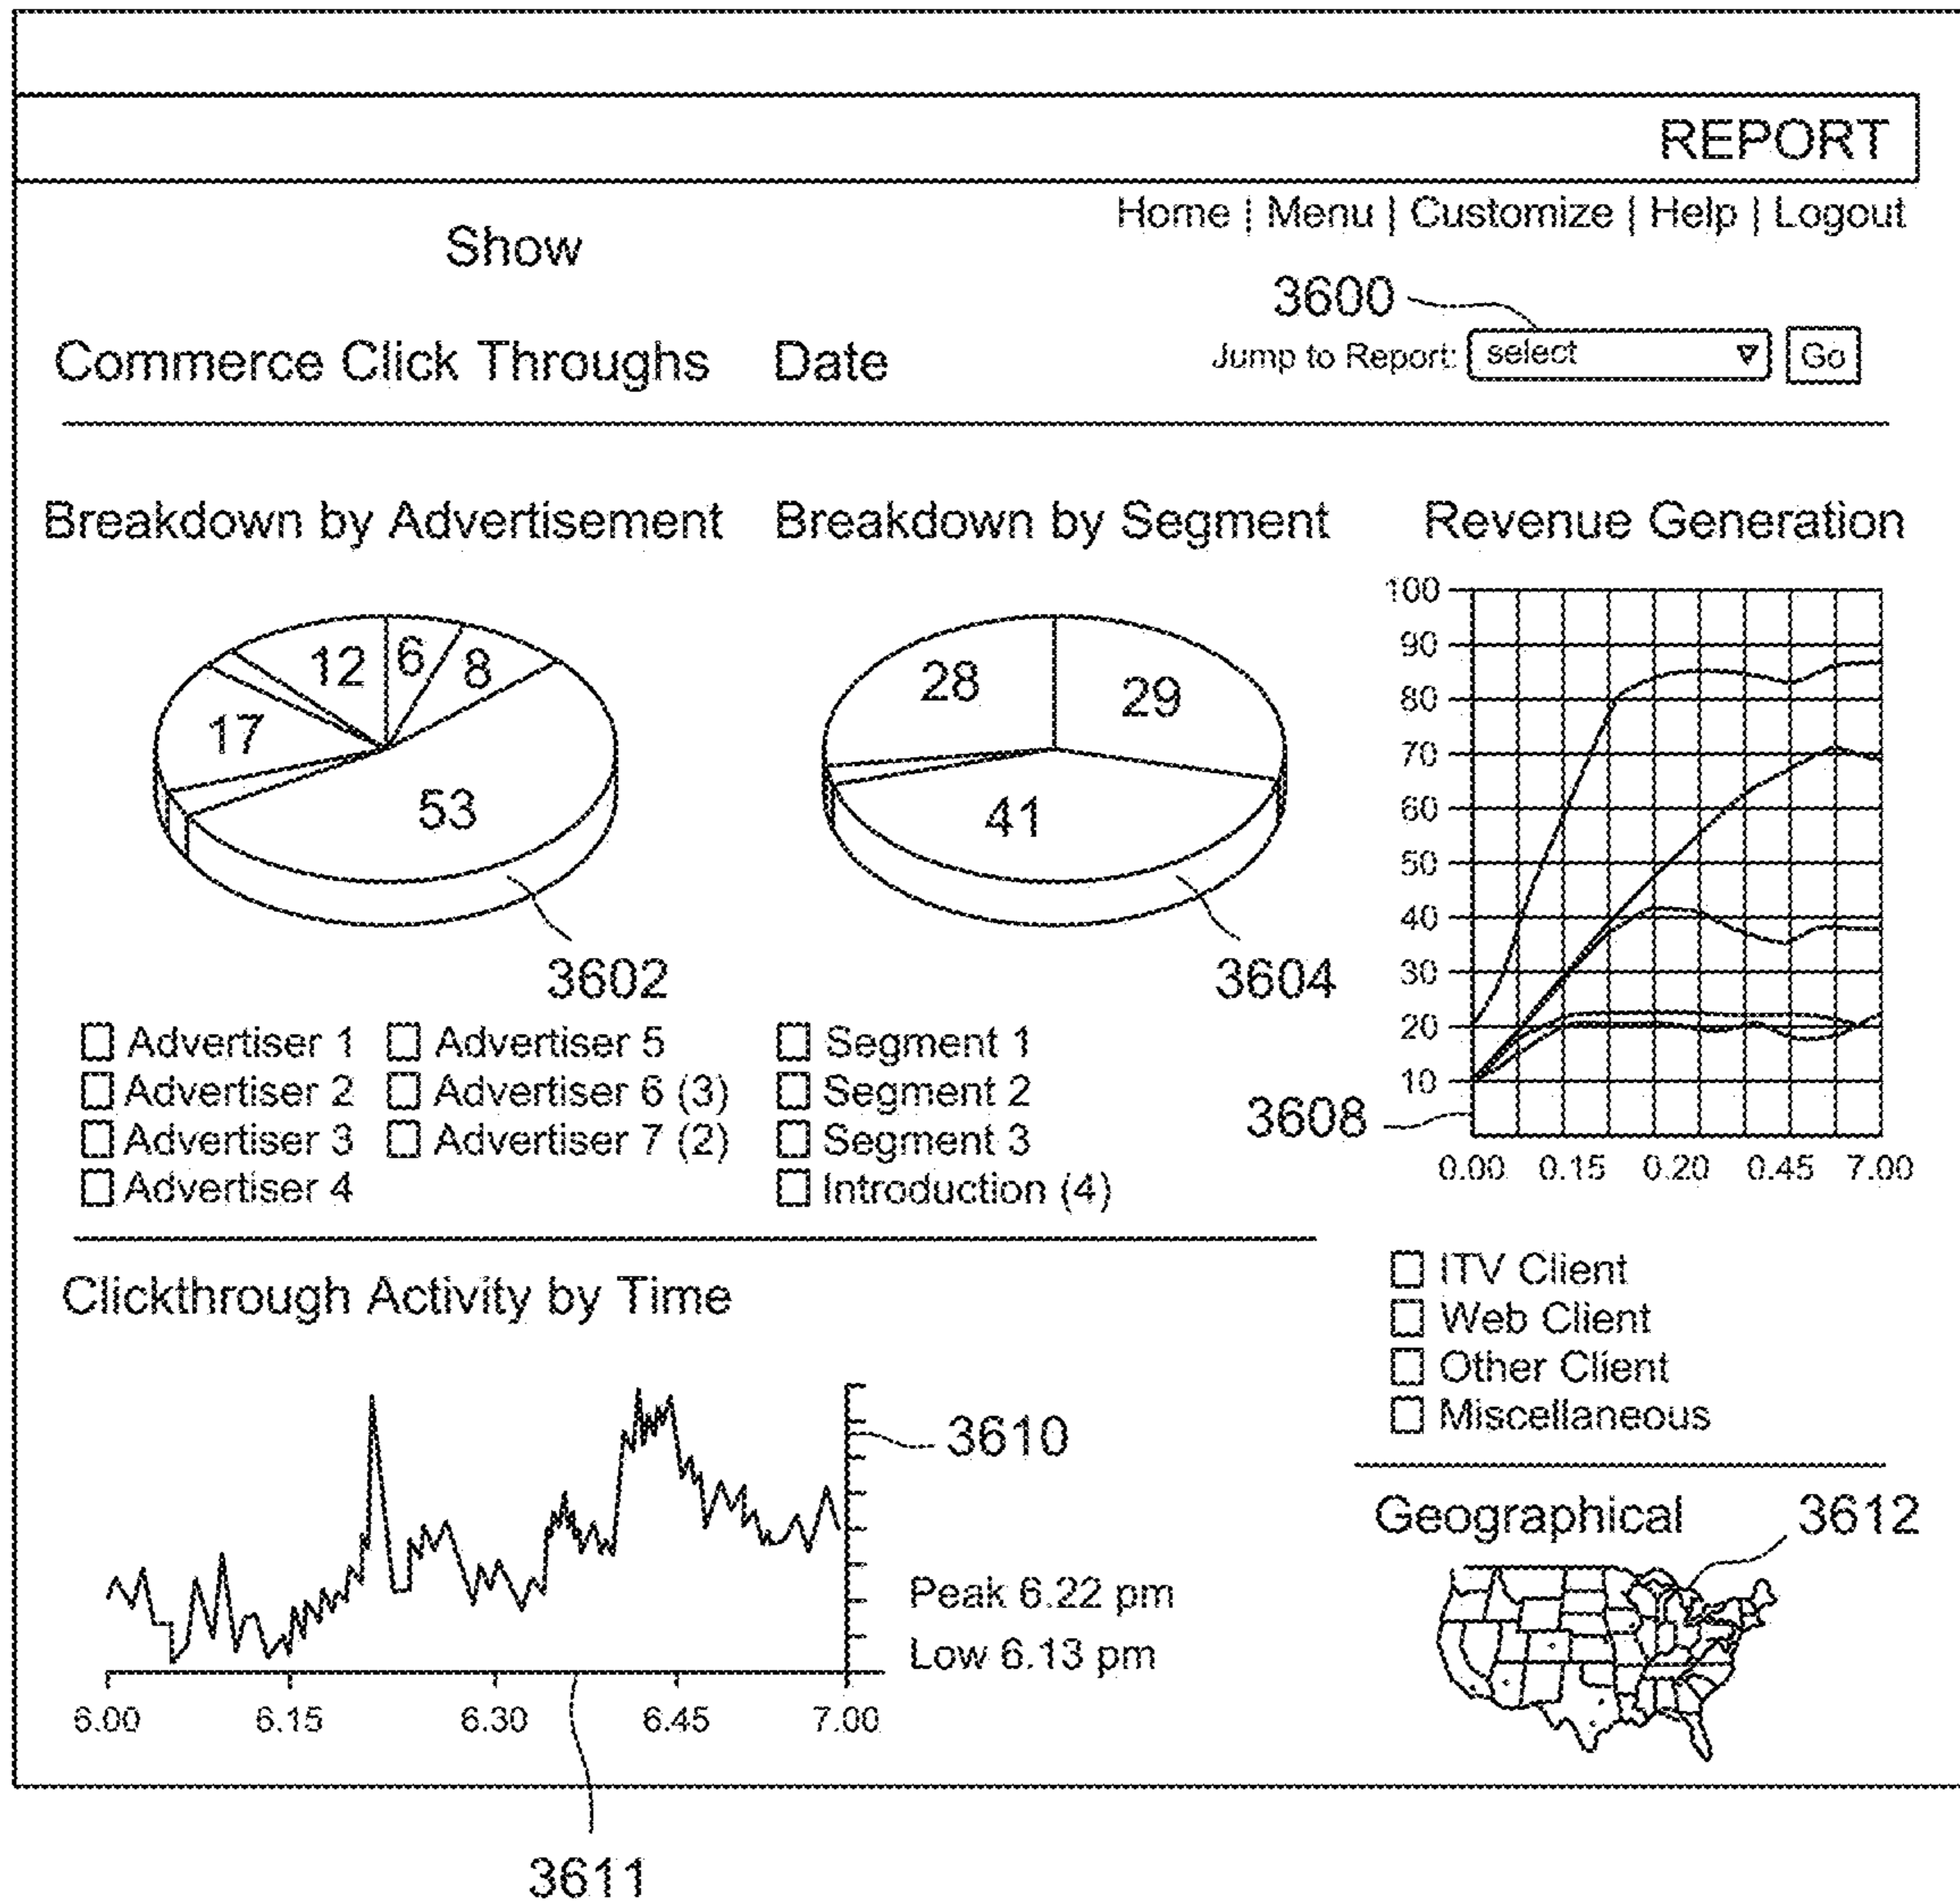 REPORT
Home | Menu | Customize | Help | Logout
Show
3600
Commerce Click Throughs Date
Jump to Report: select Go
Breakdown by Advertisement
12 6 8
17
53
3602
Advertiser 1 Advertiser 5
Advertiser 2 Advertiser 6 (3)
Advertiser 3 Advertiser 7 (2)
Advertiser 4
Breakdown by Segment
28 29
41
3604
Segment 1
Segment 2
Segment 3
Introduction (4)
Revenue Generation
100
90
80
70
60
50
40
30
20
10
3608
0.00 0.15 0.20 0.45 7.00
ITV Client
Web Client
Other Client
Miscellaneous
Clickthrough Activity by Time
3610
Peak 6.22 pm
Low 6.13 pm
6.00 6.15 6.30 6.45 7.00
3611
Geographical 3612